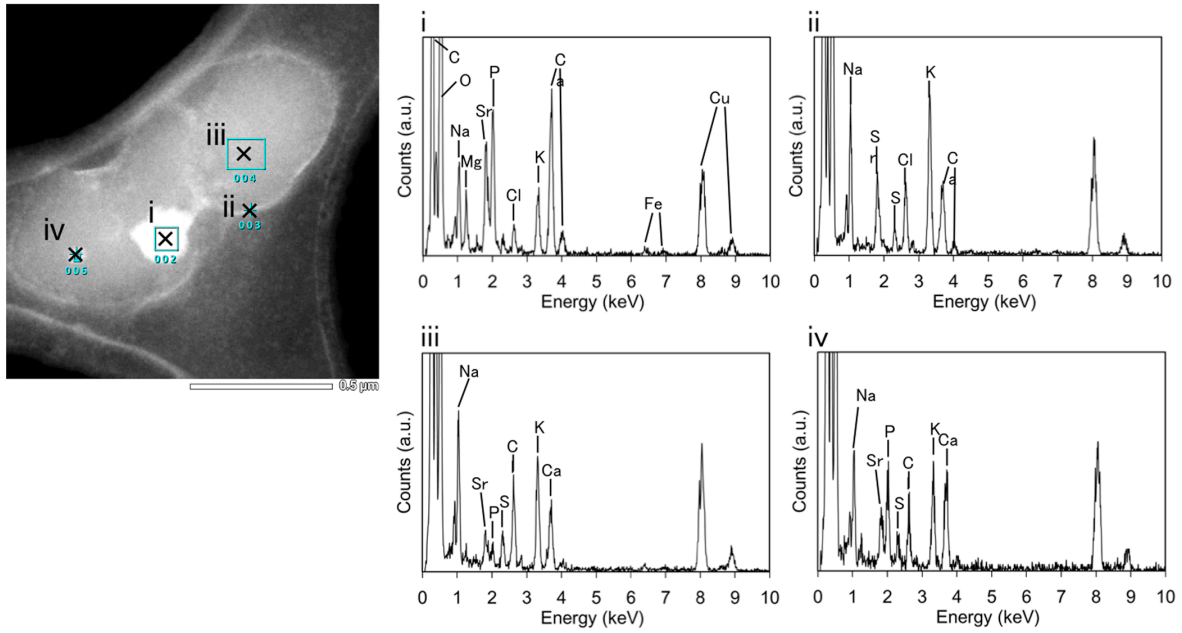 iii
004
ii
003
iv
i
006
002
0.5 μm
i
C
O
P
C
a
Sr
Na
Mg
Cl
K
Fe
Cu
Counts (a.u.)
0 1 2 3 4 5 6 7 8 9 10
Energy (keV)
ii
Na
K
S
r
S
Cl
C
a
Counts (a.u.)
0 1 2 3 4 5 6 7 8 9 10
Energy (keV)
iii
Na
Sr
P
S
C
K
Ca
Counts (a.u.)
0 1 2 3 4 5 6 7 8 9 10
Energy (keV)
iv
Na
Sr
P
S
C
K
Ca
Counts (a.u.)
0 1 2 3 4 5 6 7 8 9 10
Energy (keV)